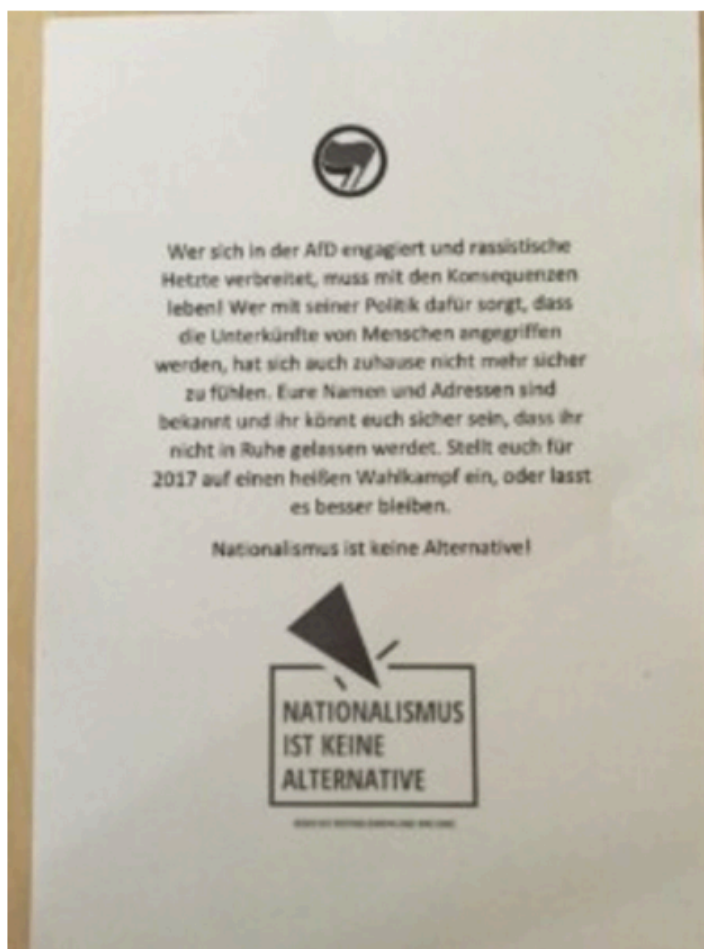 Wer sich in der AfD engagiert und rassistische
Hetzte verbreitet, muss mit den Konsequenzen
leben! Wer mit seiner Politik dafür sorgt, dass
die Unterkünfte von Menschen angegriffen
werden, hat sich auch zuhause nicht mehr sicher
zu fühlen. Eure Namen und Adressen sind
bekannt und ihr könnt euch sicher sein, dass ihr
nicht in Ruhe gelassen werdet. Stellt euch für
2017 auf einen heißen Wahlkampf ein, oder lasst
es besser bleiben.
Nationalismus ist keine Alternative!
NATIONALISMUS
IST KEINE
ALTERNATIVE